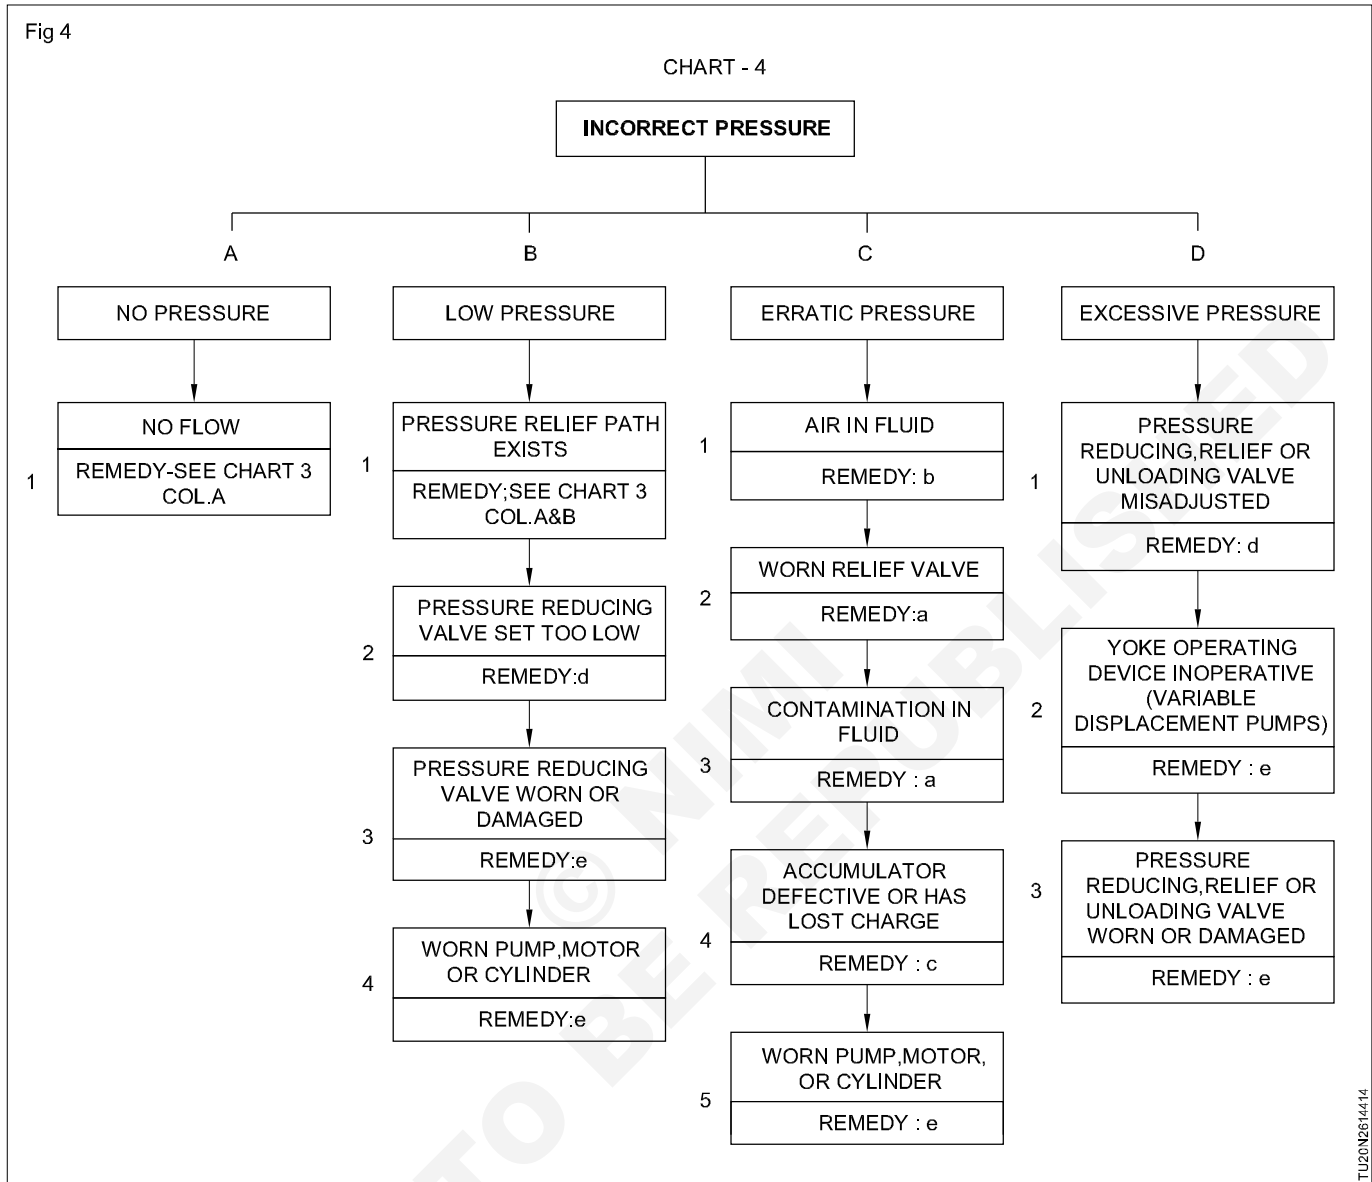 Fig 4
CHART - 4
INCORRECT PRESSURE
A
NO PRESSURE
1
NO FLOW
REMEDY-SEE CHART 3
COL.A
B
LOW PRESSURE
1
PRESSURE RELIEF PATH
EXISTS
REMEDY;SEE CHART 3
COL.A&B
2
PRESSURE REDUCING
VALVE SET TOO LOW
REMEDY:d
3
PRESSURE REDUCING
VALVE WORN OR
DAMAGED
REMEDY:e
4
WORN PUMP,MOTOR
OR CYLINDER
REMEDY:e
C
ERRATIC PRESSURE
1
AIR IN FLUID
REMEDY: b
2
WORN RELIEF VALVE
REMEDY:a
3
CONTAMINATION IN
FLUID
REMEDY : a
4
ACCUMULATOR
DEFECTIVE OR HAS
LOST CHARGE
REMEDY : c
5
WORN PUMP,MOTOR,
OR CYLINDER
REMEDY : e
D
EXCESSIVE PRESSURE
1
PRESSURE
REDUCING,RELIEF OR
UNLOADING VALVE
MISADJUSTED
REMEDY: d
2
YOKE OPERATING
DEVICE INOPERATIVE
(VARIABLE
DISPLACEMENT PUMPS)
REMEDY : e
3
PRESSURE
REDUCING,RELIEF OR
UNLOADING VALVE
WORN OR DAMAGED
REMEDY : e
© NIMI
TO BE REPUBLISHED
TU20N2614414